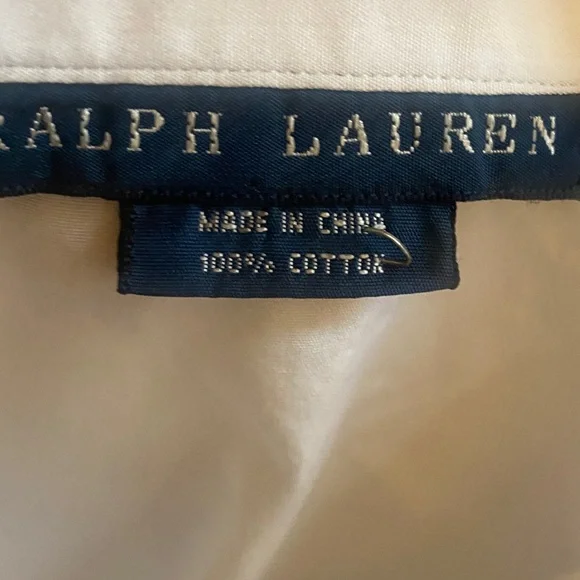 RALPH LAUREN
MADE IN CHINA
100% COTTON